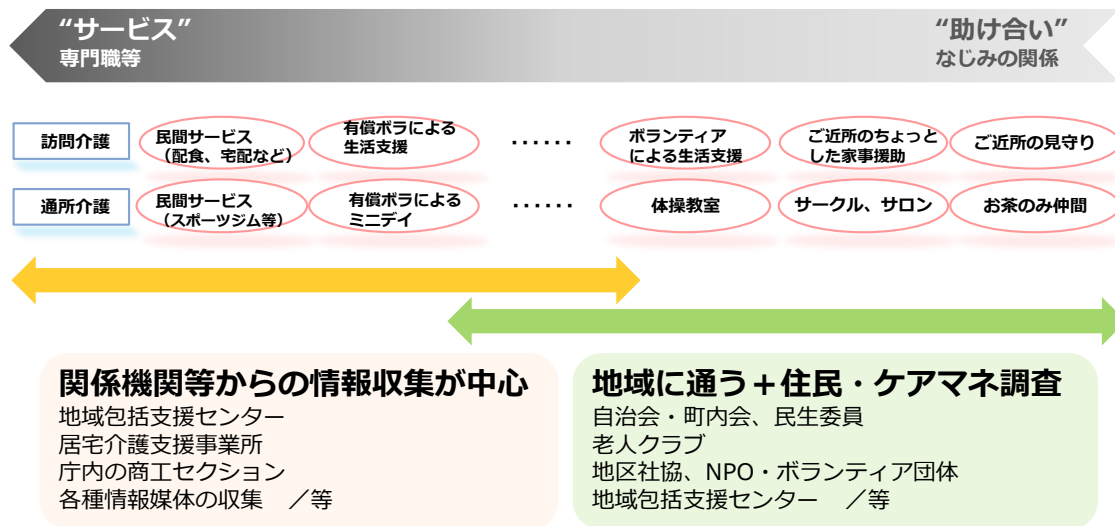 “サービス”
専門職等
“助け合い”
なじみの関係
訪問介護
民間サービス
（配食、宅配など）
有償ボラによる
生活支援
……
ボランティア
による生活支援
ご近所のちょっと
した家事援助
ご近所の見守り
通所介護
民間サービス
（スポーツジム等）
有償ボラによる
ミニデイ
……
体操教室
サークル、サロン
お茶のみ仲間
関係機関等からの情報収集が中心
地域包括支援センター
居宅介護支援事業所
庁内の商工セクション
各種情報媒体の収集　／等
地域に通う＋住民・ケアマネ調査
自治会・町内会、民生委員
老人クラブ
地区社協、NPO・ボランティア団体
地域包括支援センター　／等